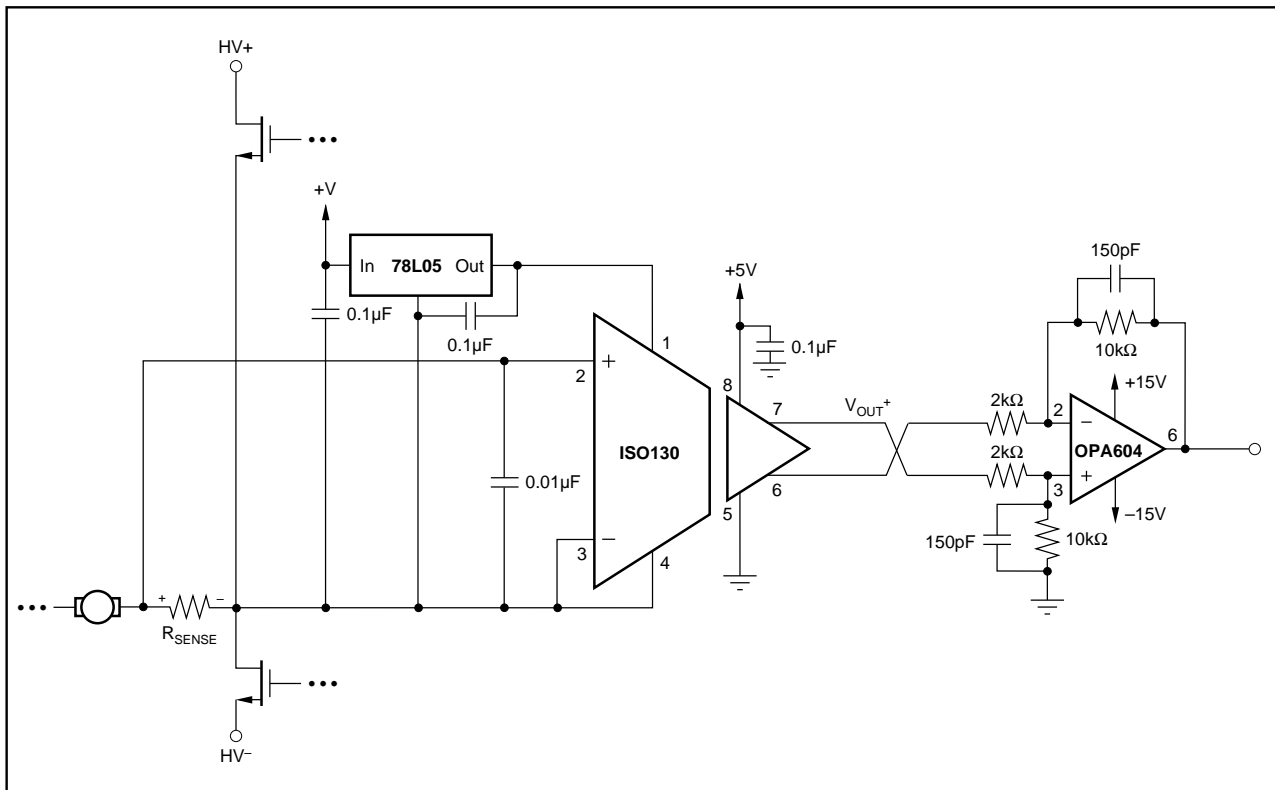 HV+
•••
+V
In 78L05 Out
0.1µF
0.1µF
+5V
0.1µF
150pF
10kΩ
+15V
1
+
2
8
7
VOUT+
2kΩ
2
−
6
ISO130
OPA604
2kΩ
0.01µF
6
+
3
–15V
−
3
4
5
150pF
10kΩ
•••
+
−
RSENSE
•••
HV−